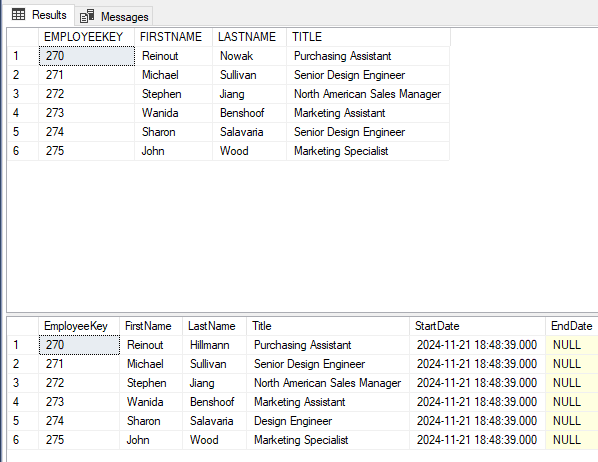 Results Messages
EMPLOYEEKEY FIRSTNAME LASTNAME TITLE
1 270 Reinout Nowak Purchasing Assistant
2 271 Michael Sullivan Senior Design Engineer
3 272 Stephen Jiang North American Sales Manager
4 273 Wanida Benshoof Marketing Assistant
5 274 Sharon Salavaria Senior Design Engineer
6 275 John Wood Marketing Specialist
EmployeeKey FirstName LastName Title StartDate EndDate
1 270 Reinout Hillmann Purchasing Assistant 2024-11-21 18:48:39.000 NULL
2 271 Michael Sullivan Senior Design Engineer 2024-11-21 18:48:39.000 NULL
3 272 Stephen Jiang North American Sales Manager 2024-11-21 18:48:39.000 NULL
4 273 Wanida Benshoof Marketing Assistant 2024-11-21 18:48:39.000 NULL
5 274 Sharon Salavaria Design Engineer 2024-11-21 18:48:39.000 NULL
6 275 John Wood Marketing Specialist 2024-11-21 18:48:39.000 NULL